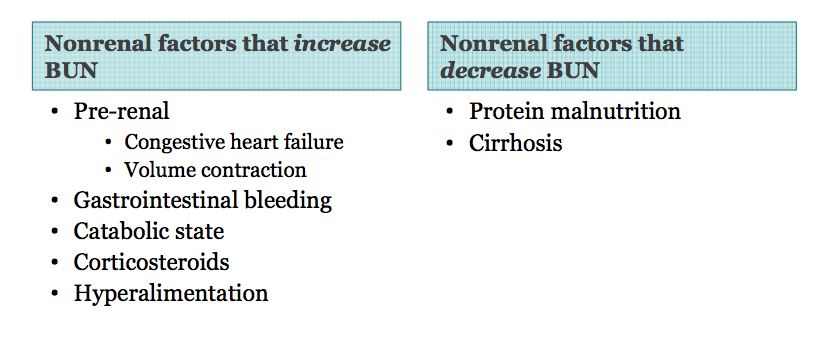 Nonrenal factors that increase
BUN
• Pre-renal
• Congestive heart failure
• Volume contraction
• Gastrointestinal bleeding
• Catabolic state
• Corticosteroids
• Hyperalimentation
Nonrenal factors that
decrease BUN
• Protein malnutrition
• Cirrhosis